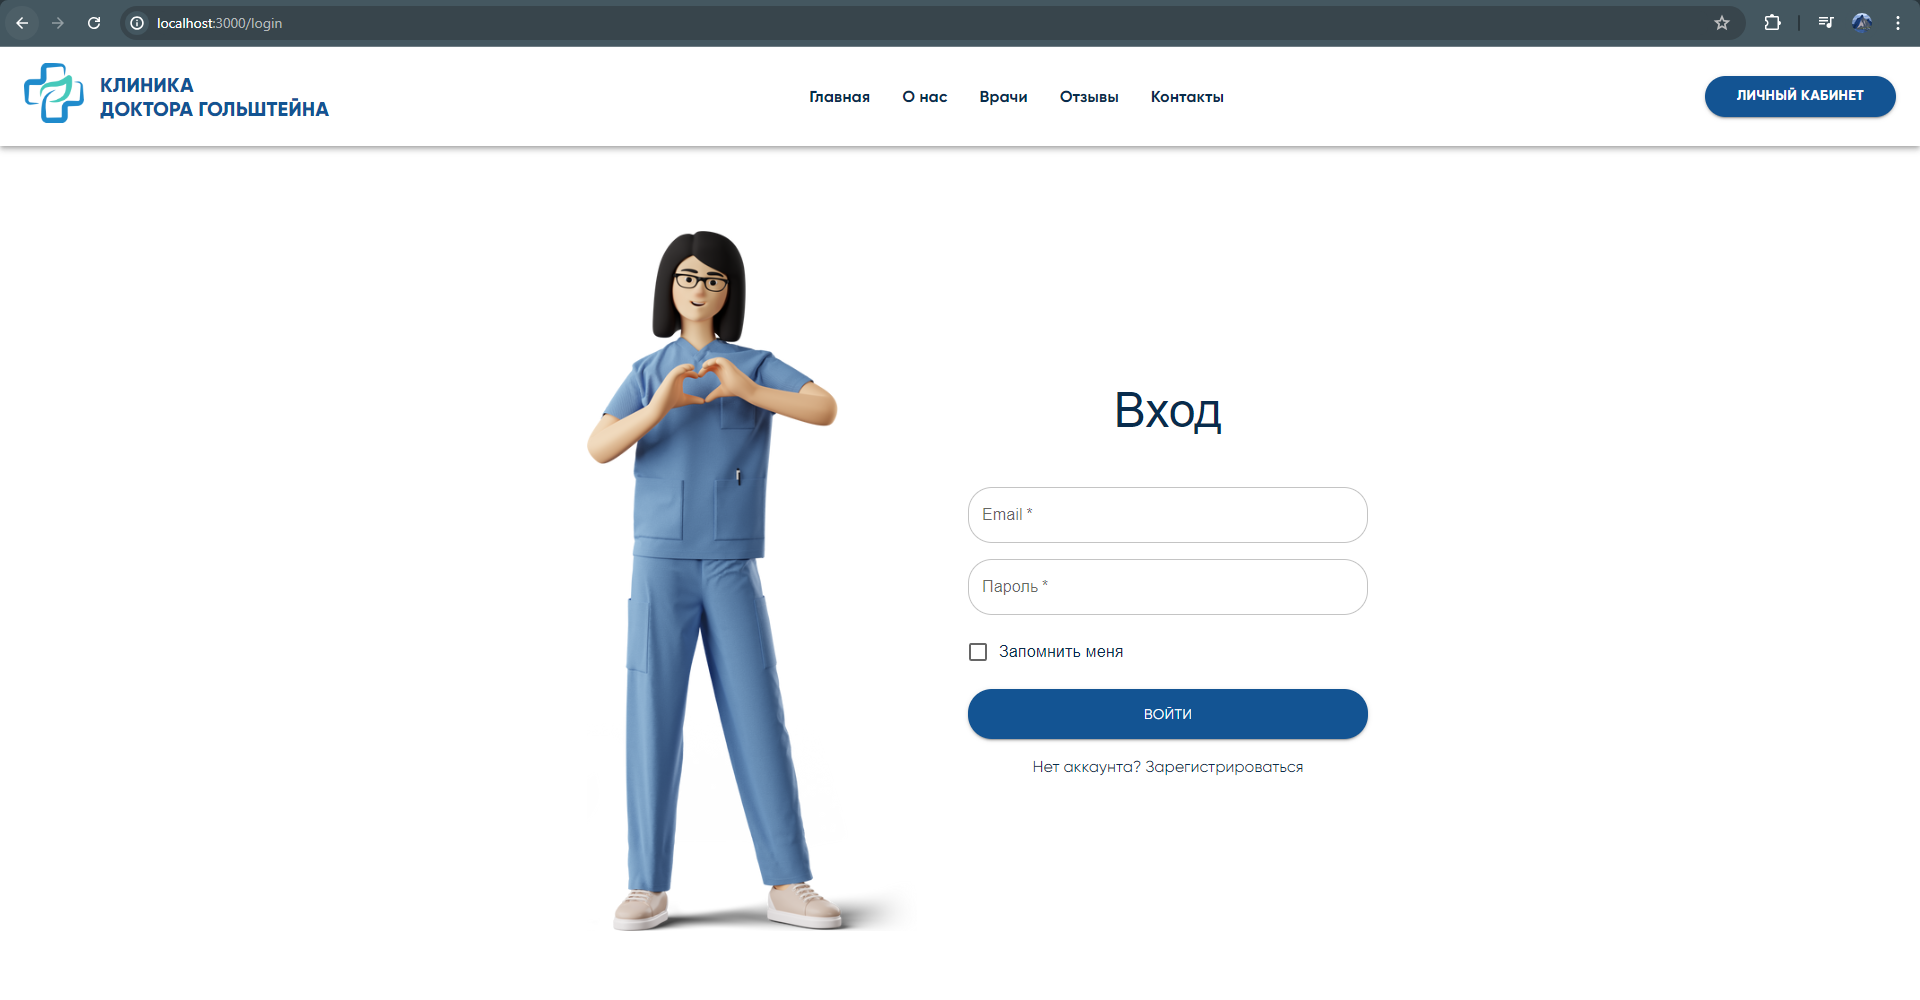 localhost:3000/login
КЛИНИКА
ДОКТОРА ГОЛЬШТЕЙНА
Главная О нас Врачи Отзывы Контакты
ЛИЧНЫЙ КАБИНЕТ
Вход
Email *
Пароль *
Запомнить меня
ВОЙТИ
Нет аккаунта? Зарегистрироваться